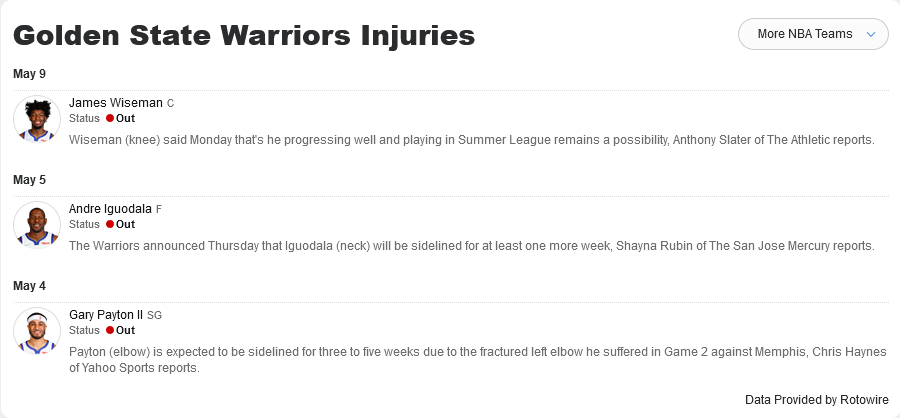 Golden State Warriors Injuries
More NBA Teams
May 9
James Wiseman C
Status Out
Wiseman (knee) said Monday that's he progressing well and playing in Summer League remains a possibility, Anthony Slater of The Athletic reports.
May 5
Andre Iguodala F
Status Out
The Warriors announced Thursday that Iguodala (neck) will be sidelined for at least one more week, Shayna Rubin of The San Jose Mercury reports.
May 4
Gary Payton II SG
Status Out
Payton (elbow) is expected to be sidelined for three to five weeks due to the fractured left elbow he suffered in Game 2 against Memphis, Chris Haynes
of Yahoo Sports reports.
Data Provided by Rotowire